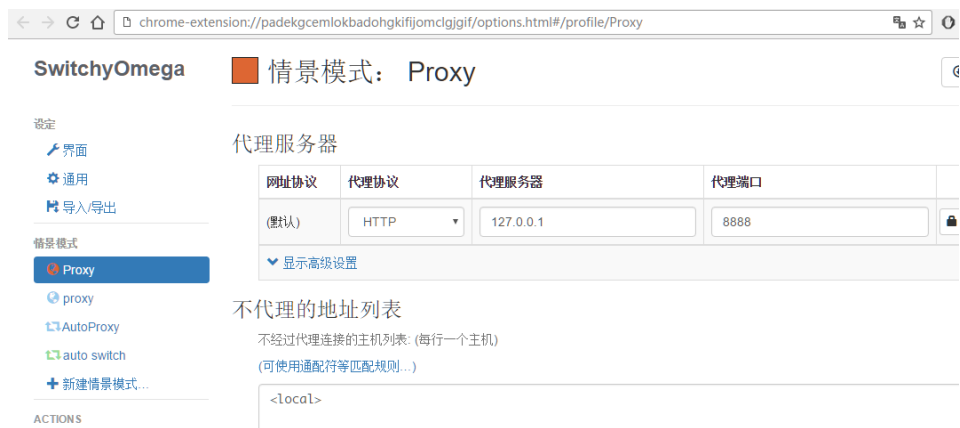 chrome-extension://padekgcemlokbadohgkifijomclgjgif/options.html#/profile/Proxy
SwitchyOmega
情景模式： Proxy
设定
界面
通用
导入/导出
情景模式
Proxy
proxy
AutoProxy
auto switch
新建情景模式...
ACTIONS
代理服务器
网址协议 代理协议 代理服务器 代理端口
(默认) HTTP 127.0.0.1 8888
显示高级设置
不代理的地址列表
不经过代理连接的主机列表: (每行一个主机)
(可使用通配符等匹配规则...)
<local>